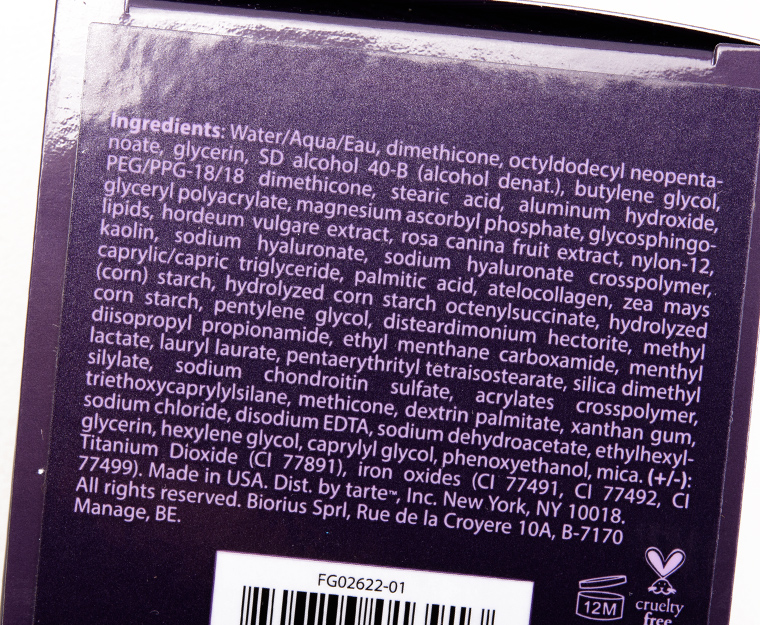 Ingredients: Water/Aqua/Eau, dimethicone, octyldodecyl neopenta-
noate, glycerin, SD alcohol 40-B (alcohol denat.), butylene glycol,
PEG/PPG-18/18 dimethicone, stearic acid, aluminum hydroxide,
glyceryl polyacrylate, magnesium ascorbyl phosphate, glycosphingo-
lipids, hordeum vulgare extract, rosa canina fruit extract, nylon-12,
kaolin, sodium hyaluronate, sodium hyaluronate crosspolymer,
caprylic/capric triglyceride, palmitic acid, atelocollagen, zea mays
(corn) starch, hydrolyzed corn starch octenylsuccinate, hydrolyzed
corn starch, pentylene glycol, disteardimonium hectorite, methyl
diisopropyl propionamide, ethyl menthane carboxamide, menthyl
lactate, lauryl laurate, pentaerythrityl tetraisostearate, silica dimethyl
silylate, sodium chondroitin sulfate, acrylates crosspolymer,
triethoxycaprylylsilane, methicone, dextrin palmitate, xanthan gum,
sodium chloride, disodium EDTA, sodium dehydroacetate, ethylhexyl-
glycerin, hexylene glycol, caprylyl glycol, phenoxyethanol, mica. (+/-):
Titanium Dioxide (CI 77891), iron oxides (CI 77491, CI 77492, CI
77499). Made in USA. Dist. by tarte™, Inc. New York, NY 10018.
All rights reserved. Biorius Sprl, Rue de la Croyere 10A, B-7170
Manage, BE.
FG02622-01
12M
cruelty
free